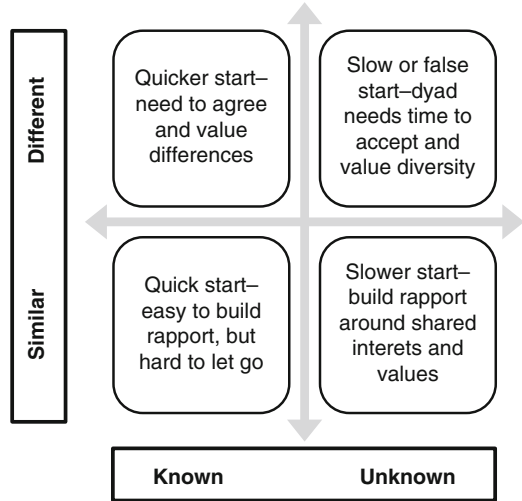 Different
Quicker start–
need to agree
and value
differences
Slow or false
start–dyad
needs time to
accept and
value diversity
Similar
Quick start–
easy to build
rapport, but
hard to let go
Slower start–
build rapport
around shared
interets and
values
Known
Unknown